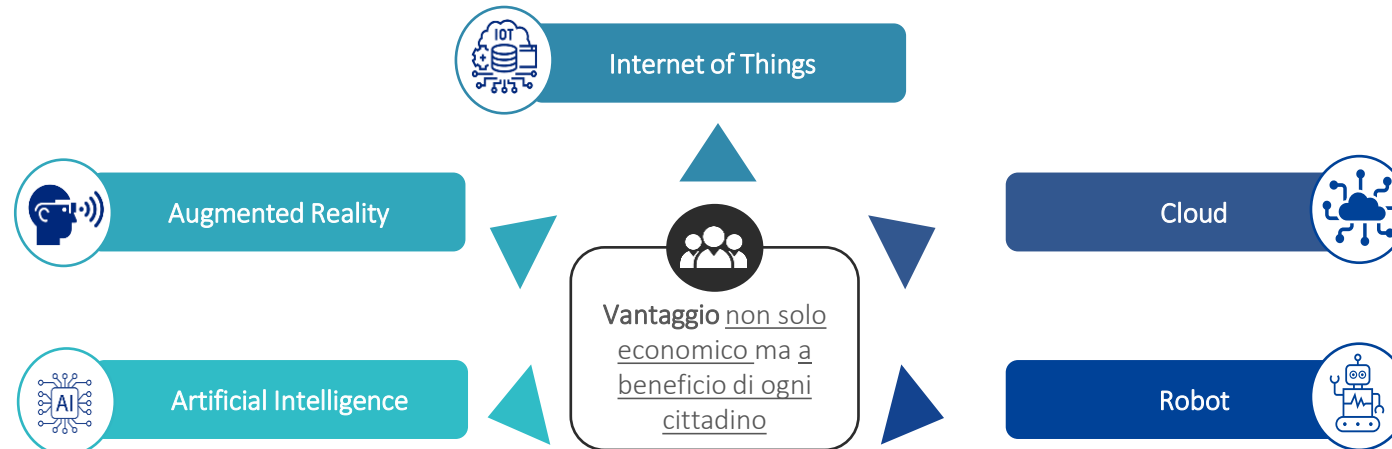 IOT
Internet of Things
Augmented Reality
Cloud
Vantaggio non solo
economico ma a
beneficio di ogni
cittadino
AI
Artificial Intelligence
Robot